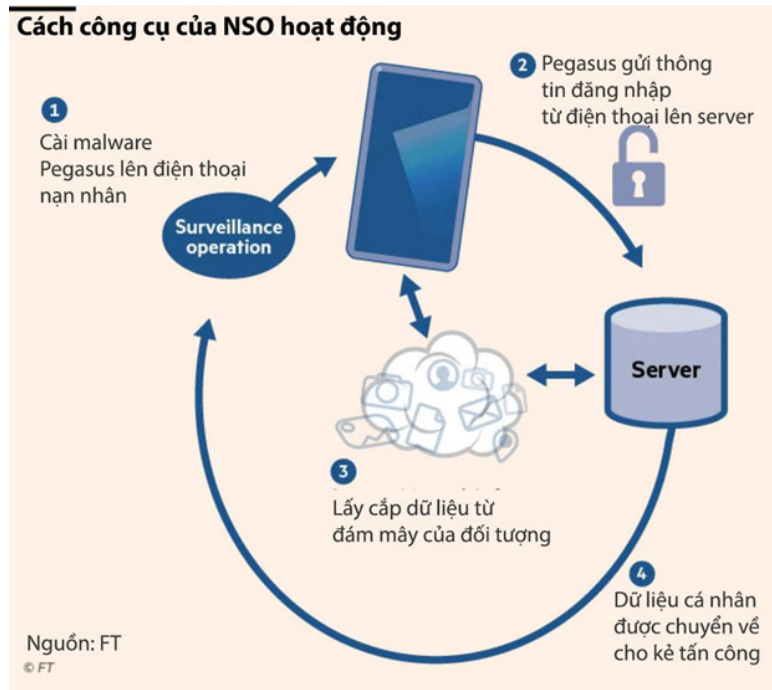 Cách công cụ của NSO hoạt động
1
Cài malware
Pegasus lên điện thoại
nạn nhân
Surveillance
operation
2 Pegasus gửi thông
tin đăng nhập
từ điện thoại lên server
Server
3
Lấy cắp dữ liệu từ
đám mây của đối tượng
4
Dữ liệu cá nhân
được chuyển về
cho kẻ tấn công
Nguồn: FT
© FT